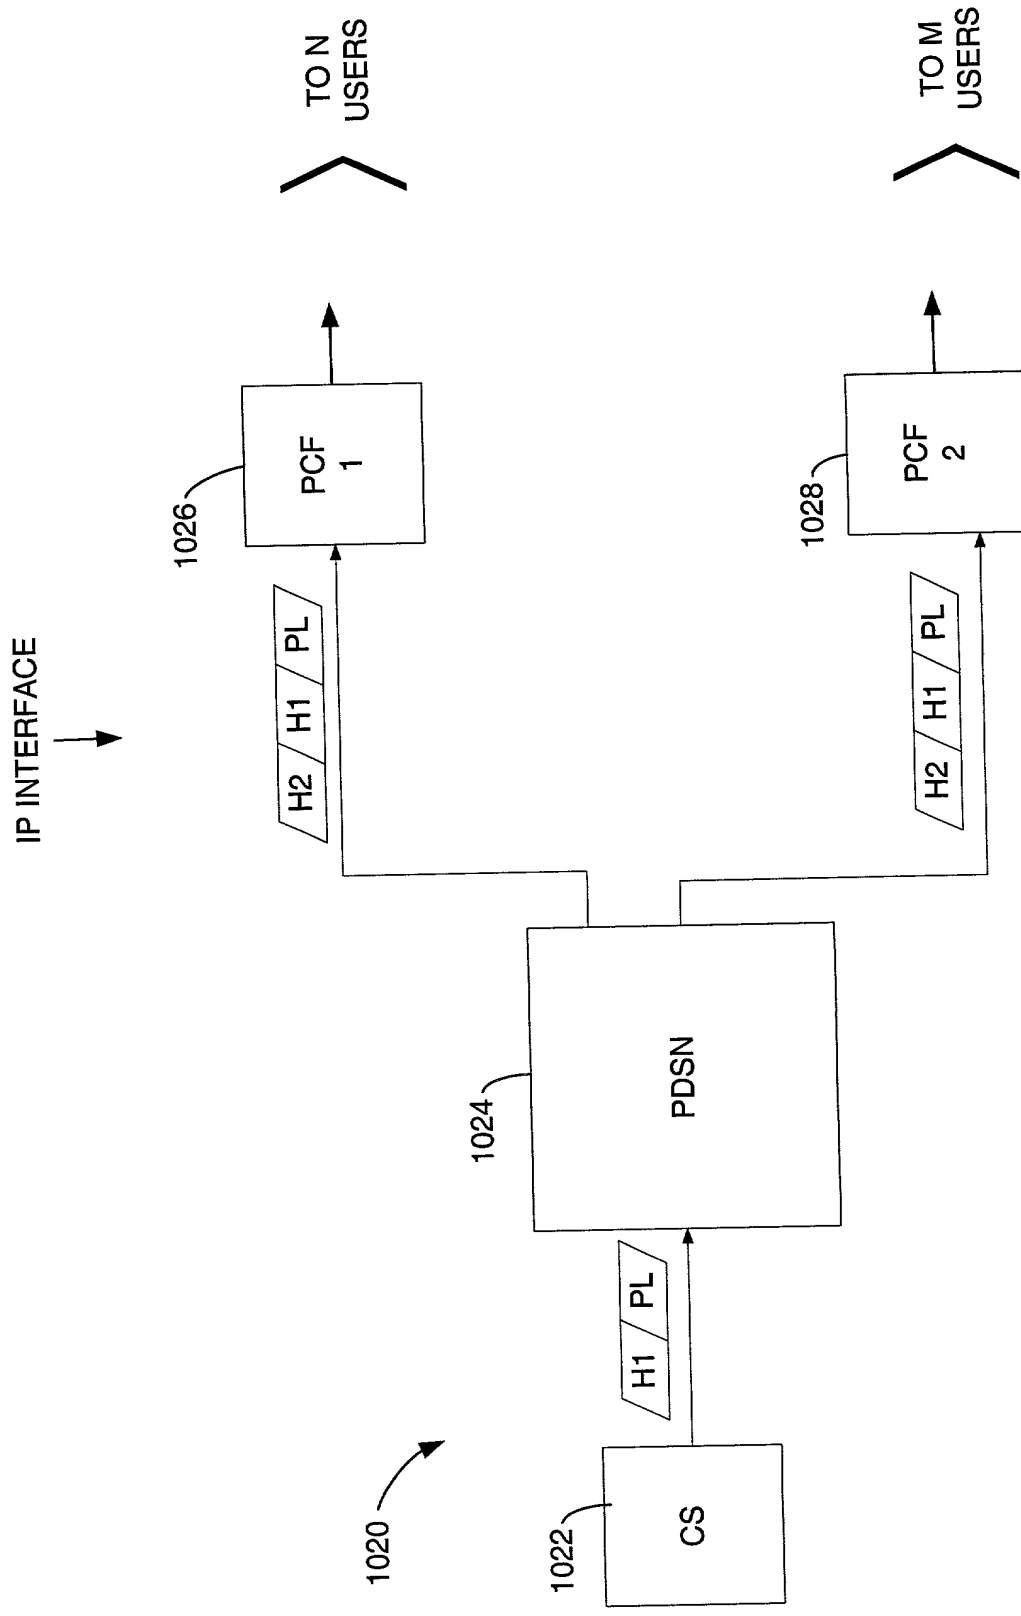 IP INTERFACE
1026
PCF
1
TO N
USERS
H2 H1 PL
1020
1022
CS
H1 PL
1024
PDSN
H2 H1 PL
1028
PCF
2
TO M
USERS